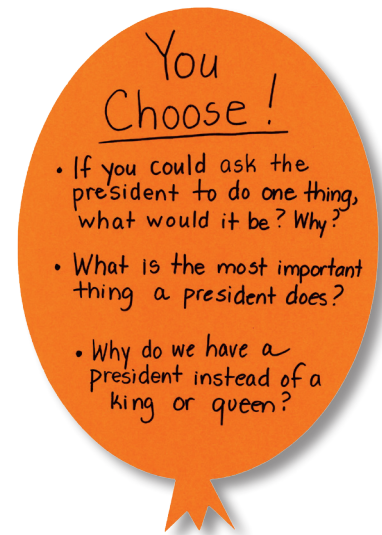 You
Choose!
• If you could ask the
president to do one thing,
what would it be? Why?
• What is the most important
thing a president does?
• Why do we have a
president instead of a
king or queen?